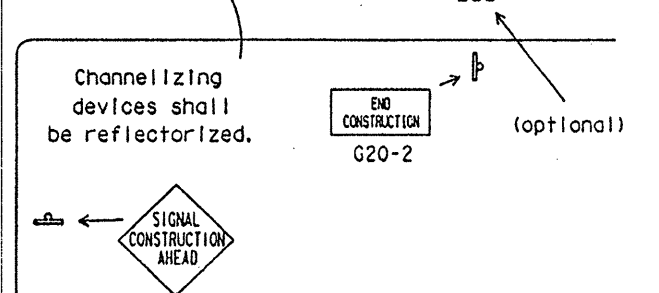 Channelizing
devices shall
be reflectorized.
END
CONSTRUCTION
G20-2
(optional)
SIGNAL
CONSTRUCTION
AHEAD